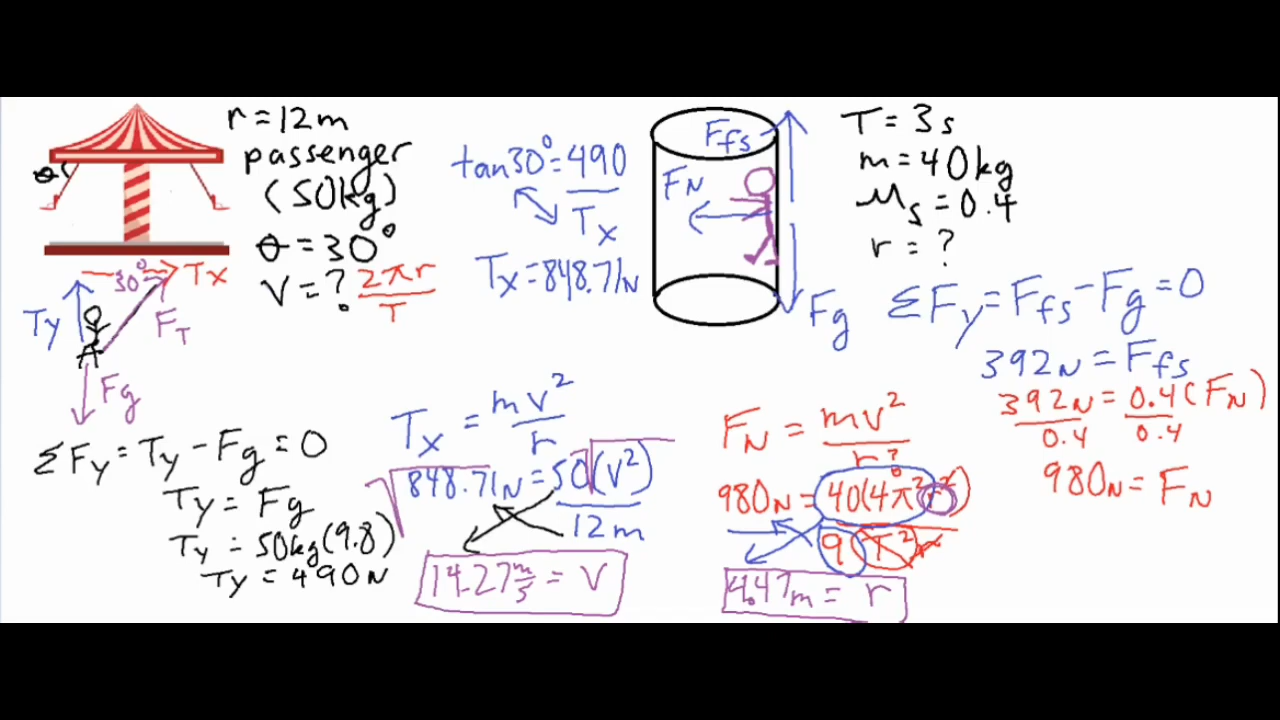 r = 12m
passenger
(50kg)
θ = 30°
V = ? 2πr/T
θ
30°
Tx
Ty
FT
Fg
ΣFy = Ty - Fg = 0
Ty = Fg
Ty = 50kg(9.8)
Ty = 490N
tan30° = 490/Tx
Tx = 848.71N
Tx = mv²/r
848.71N = 50(v²)/12m
14.27 m/s = V
Ffs
FN
Fg
T = 3s
m = 40kg
μs = 0.4
r = ?
ΣFy = Ffs - Fg = 0
392N = Ffs
392N/0.4 = 0.4(FN)/0.4
980N = FN
FN = mv²/r?
980N = 40(4π²r²)/9(T²)r
4.47m = r